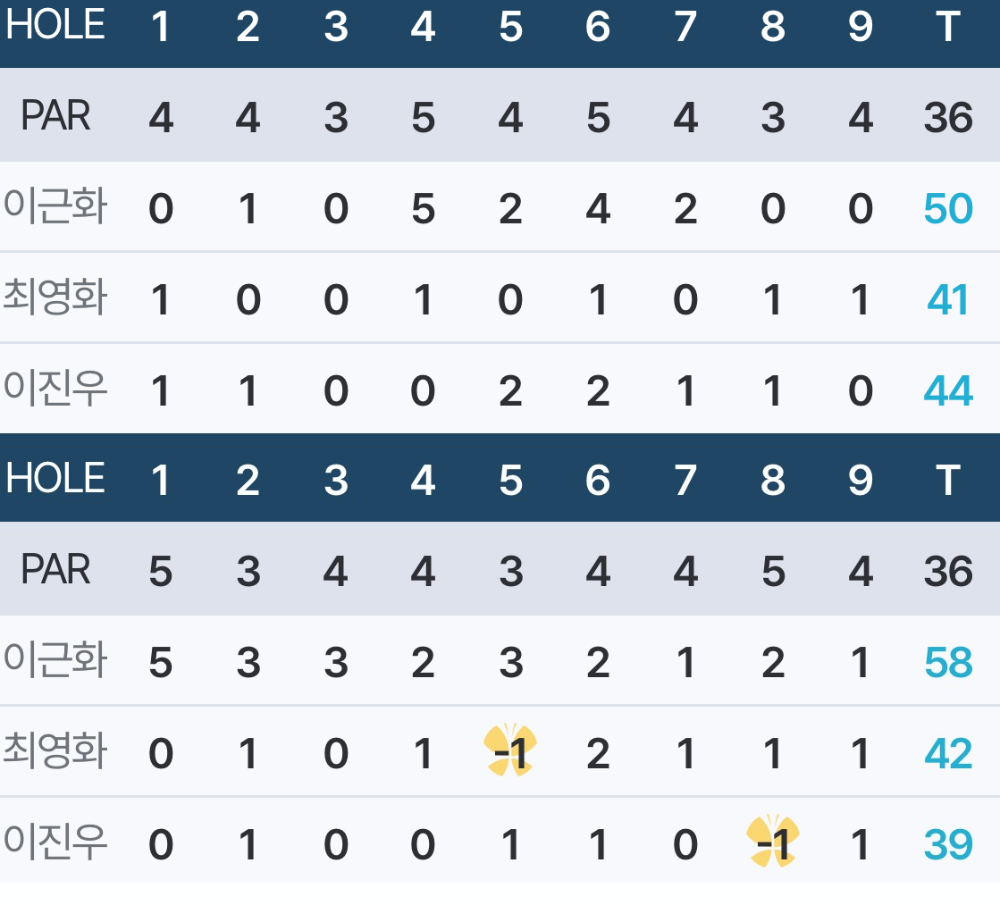 HOLE 1 2 3 4 5 6 7 8 9 T
PAR 4 4 3 5 4 5 4 3 4 36
이근화 0 1 0 5 2 4 2 0 0 50
최영화 1 0 0 1 0 1 0 1 1 41
이진우 1 1 0 0 2 2 1 1 0 44
HOLE 1 2 3 4 5 6 7 8 9 T
PAR 5 3 4 4 3 4 4 5 4 36
이근화 5 3 3 2 3 2 1 2 1 58
최영화 0 1 0 1 -1 2 1 1 1 42
이진우 0 1 0 0 1 1 0 -1 1 39